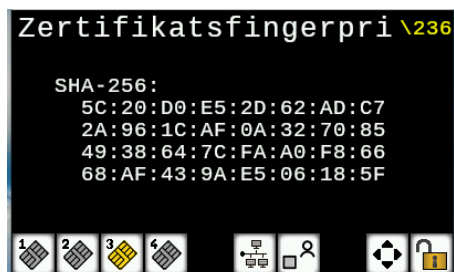 Zertifikatsfingerpri \236
SHA-256:
5C:20:D0:E5:2D:62:AD:C7
2A:96:1C:AF:0A:32:70:85
49:38:64:7C:FA:A0:F8:66
68:AF:43:9A:E5:06:18:5F
1 2 3 4